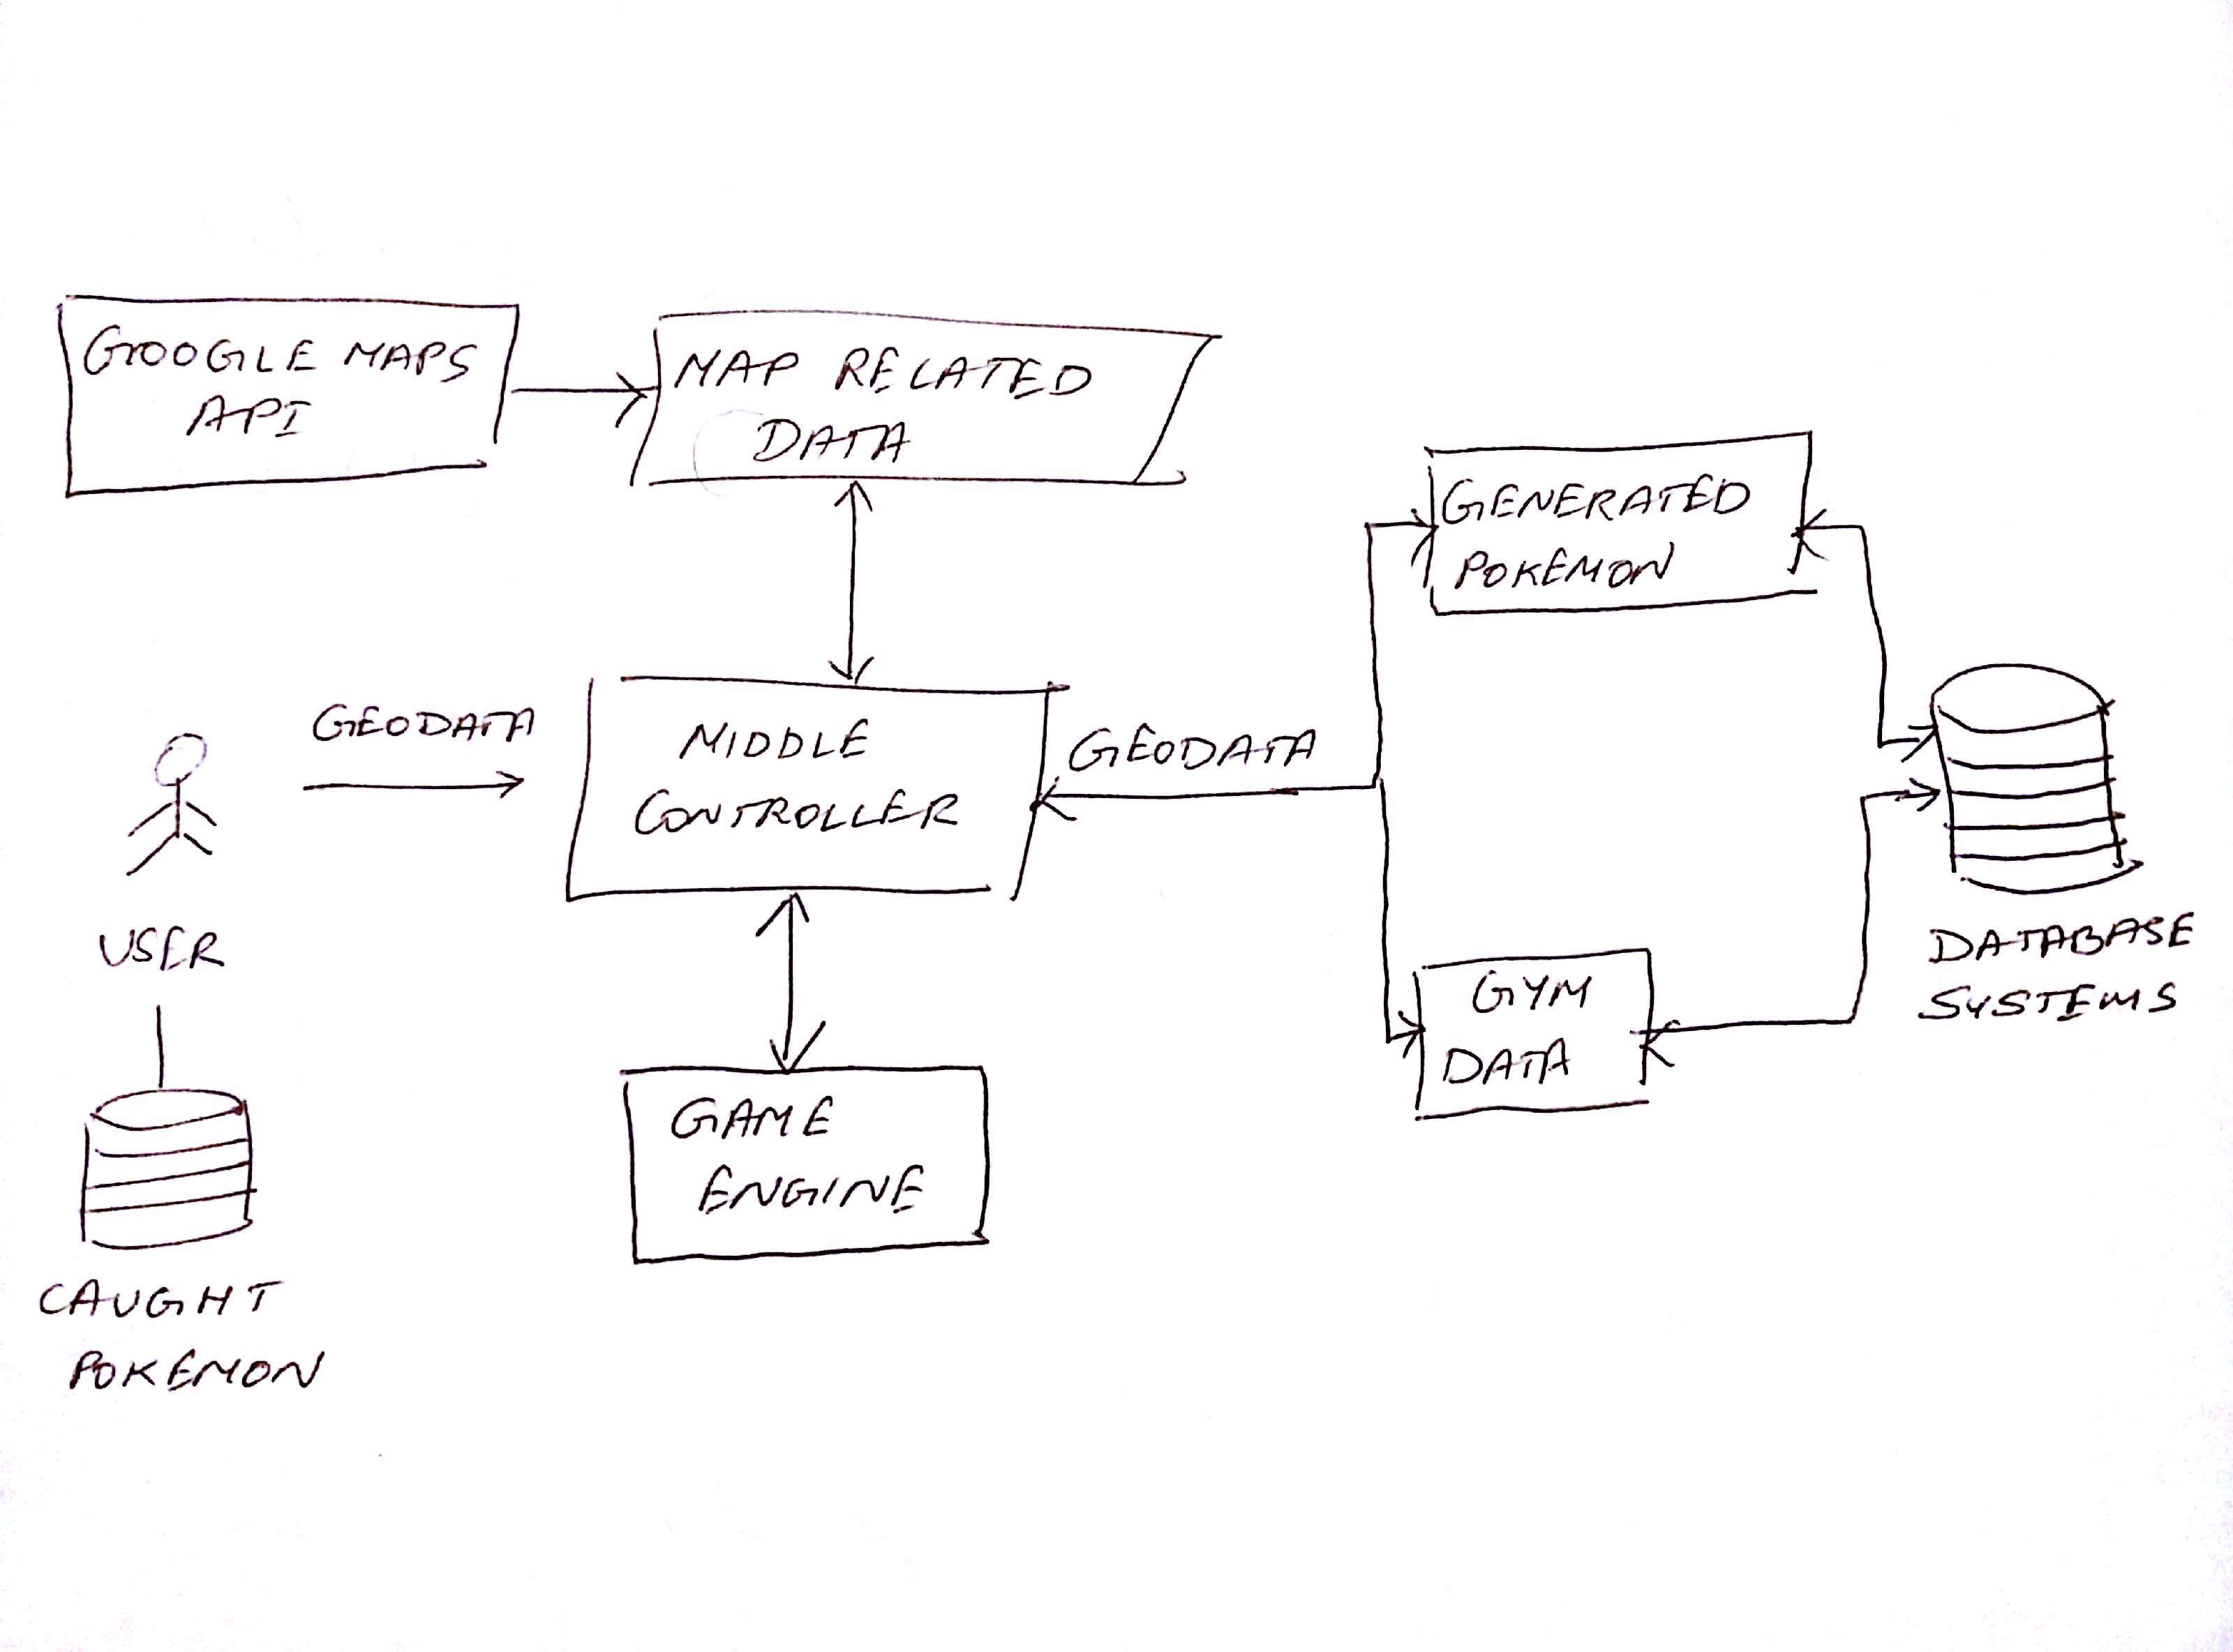 GOOGLE MAPS
API
MAP RELATED
DATA
GENERATED
POKEMON
GEODATA
MIDDLE
CONTROLLER
GEODATA
USER
DATABASE
SYSTEMS
GYM
DATA
GAME
ENGINE
CAUGHT
POKEMON